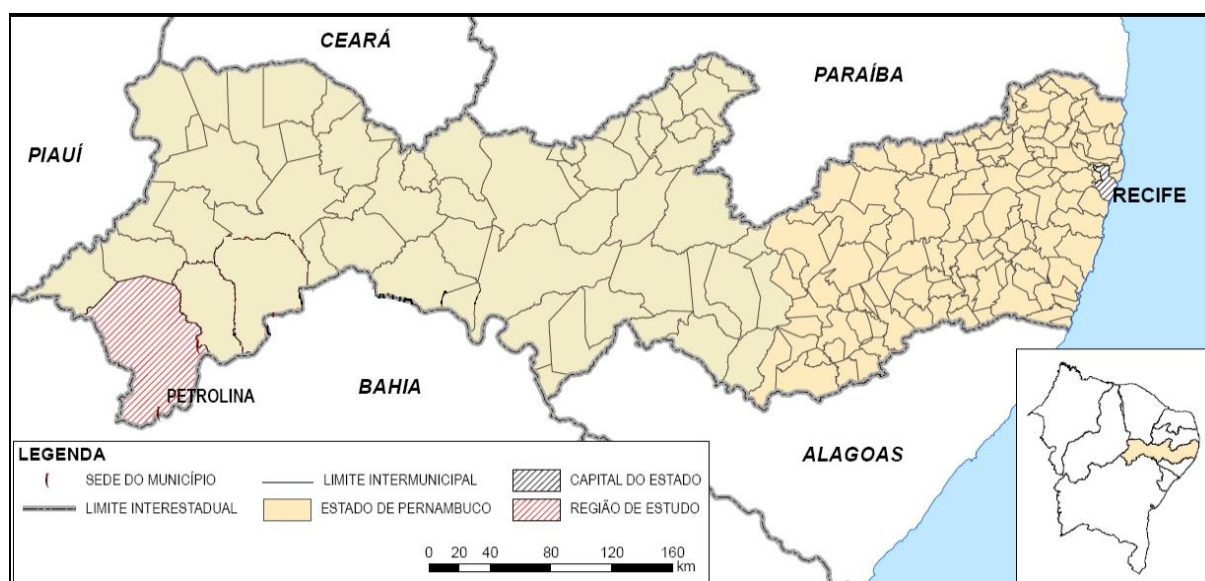 CEARÁ
PARAÍBA
PIAUÍ
RECIFE
PETROLINA
BAHIA
ALAGOAS
LEGENDA
SEDE DO MUNICÍPIO
LIMITE INTERMUNICIPAL
CAPITAL DO ESTADO
LIMITE INTERESTADUAL
ESTADO DE PERNAMBUCO
REGIÃO DE ESTUDO
0 20 40 80 120 160
km